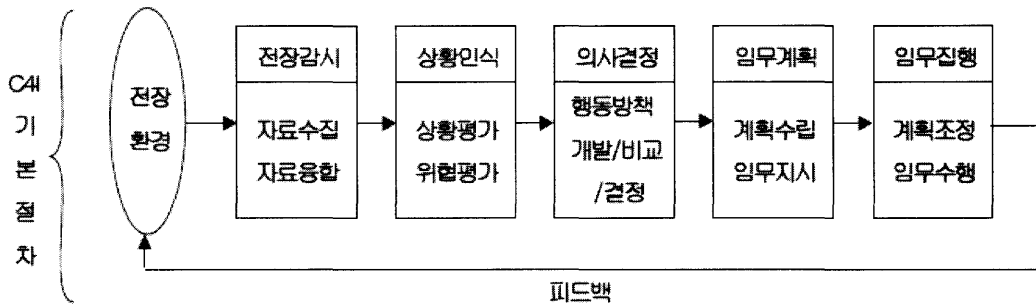 C4I
기
본
절
차
전장
환경
전장감시
자료수집
자료융합
상황인식
상황평가
위협평가
의사결정
행동방책
개발/비교
/결정
임무계획
계획수립
임무지시
임무집행
계획조정
임무수행
피드백